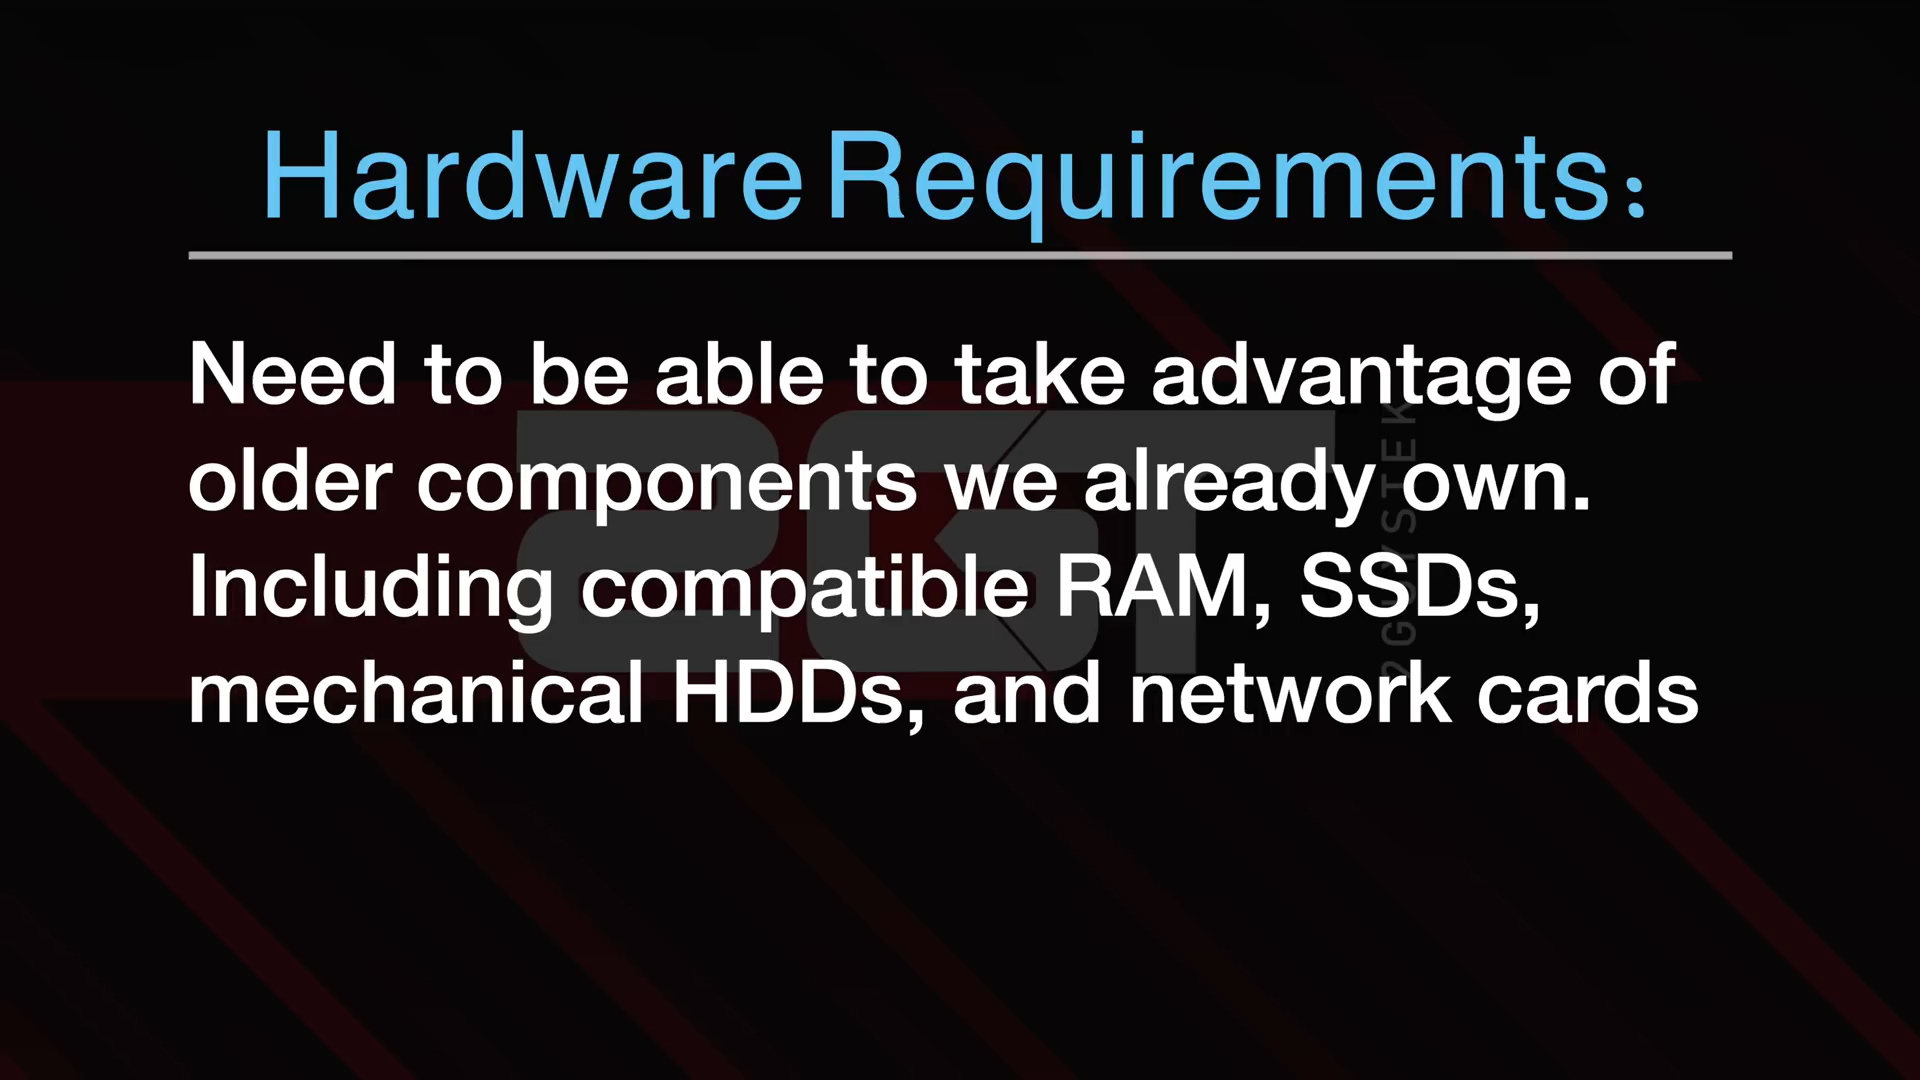 Hardware Requirements:
Need to be able to take advantage of
older components we already own.
Including compatible RAM, SSDs,
mechanical HDDs, and network cards
2GT